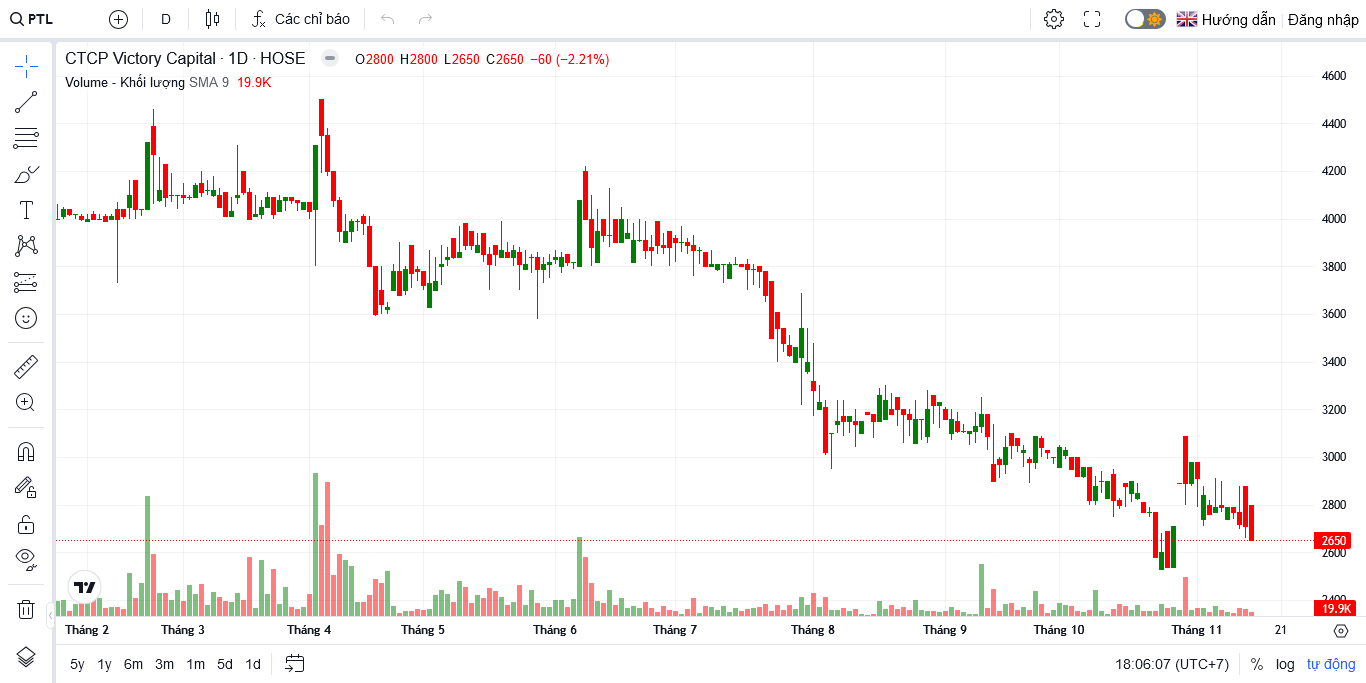 PTL D Các chỉ báo Hướng dẫn Đăng nhập
CTCP Victory Capital · 1D · HOSE O2800 H2800 L2650 C2650 −60 (−2.21%)
Volume - Khối lượng SMA 9 19.9K
4600
4400
4200
4000
3800
3600
3400
3200
3000
2800
2650
2600
2400
19.9K
Tháng 2 Tháng 3 Tháng 4 Tháng 5 Tháng 6 Tháng 7 Tháng 8 Tháng 9 Tháng 10 Tháng 11 21
5y 1y 6m 3m 1m 5d 1d 18:06:07 (UTC+7) % log tự động